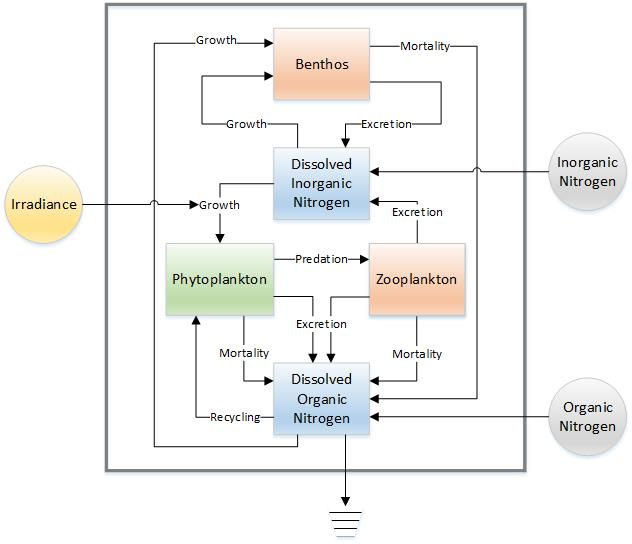 Growth
Mortality
Benthos
Growth
Excretion
Dissolved
Inorganic
Nitrogen
Inorganic
Nitrogen
Irradiance
Growth
Excretion
Phytoplankton
Predation
Zooplankton
Excretion
Mortality
Mortality
Dissolved
Organic
Nitrogen
Recycling
Organic
Nitrogen